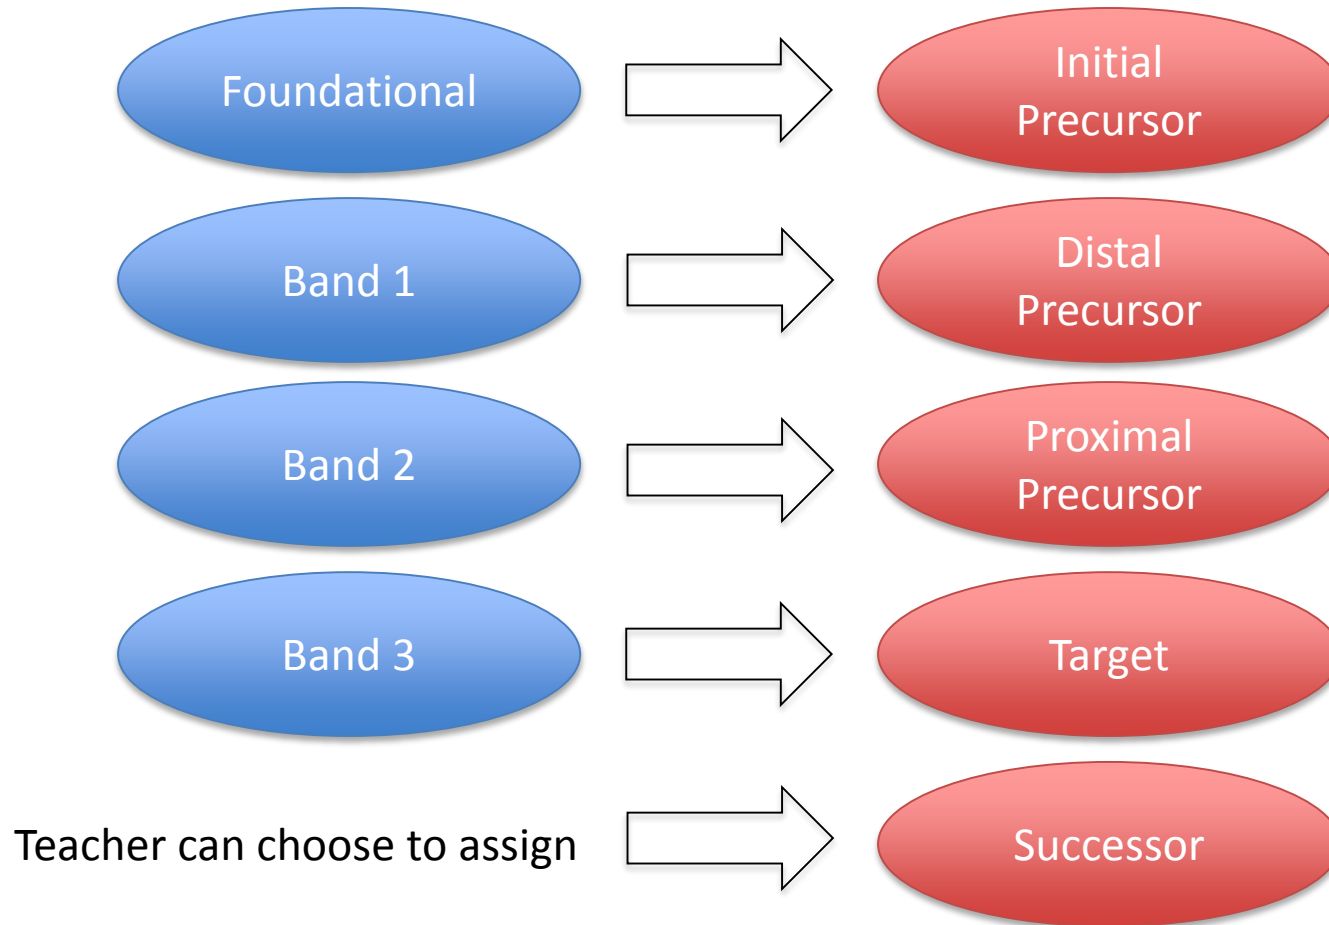 Foundational
Initial
Precursor
Band 1
Distal
Precursor
Band 2
Proximal
Precursor
Band 3
Target
Teacher can choose to assign
Successor